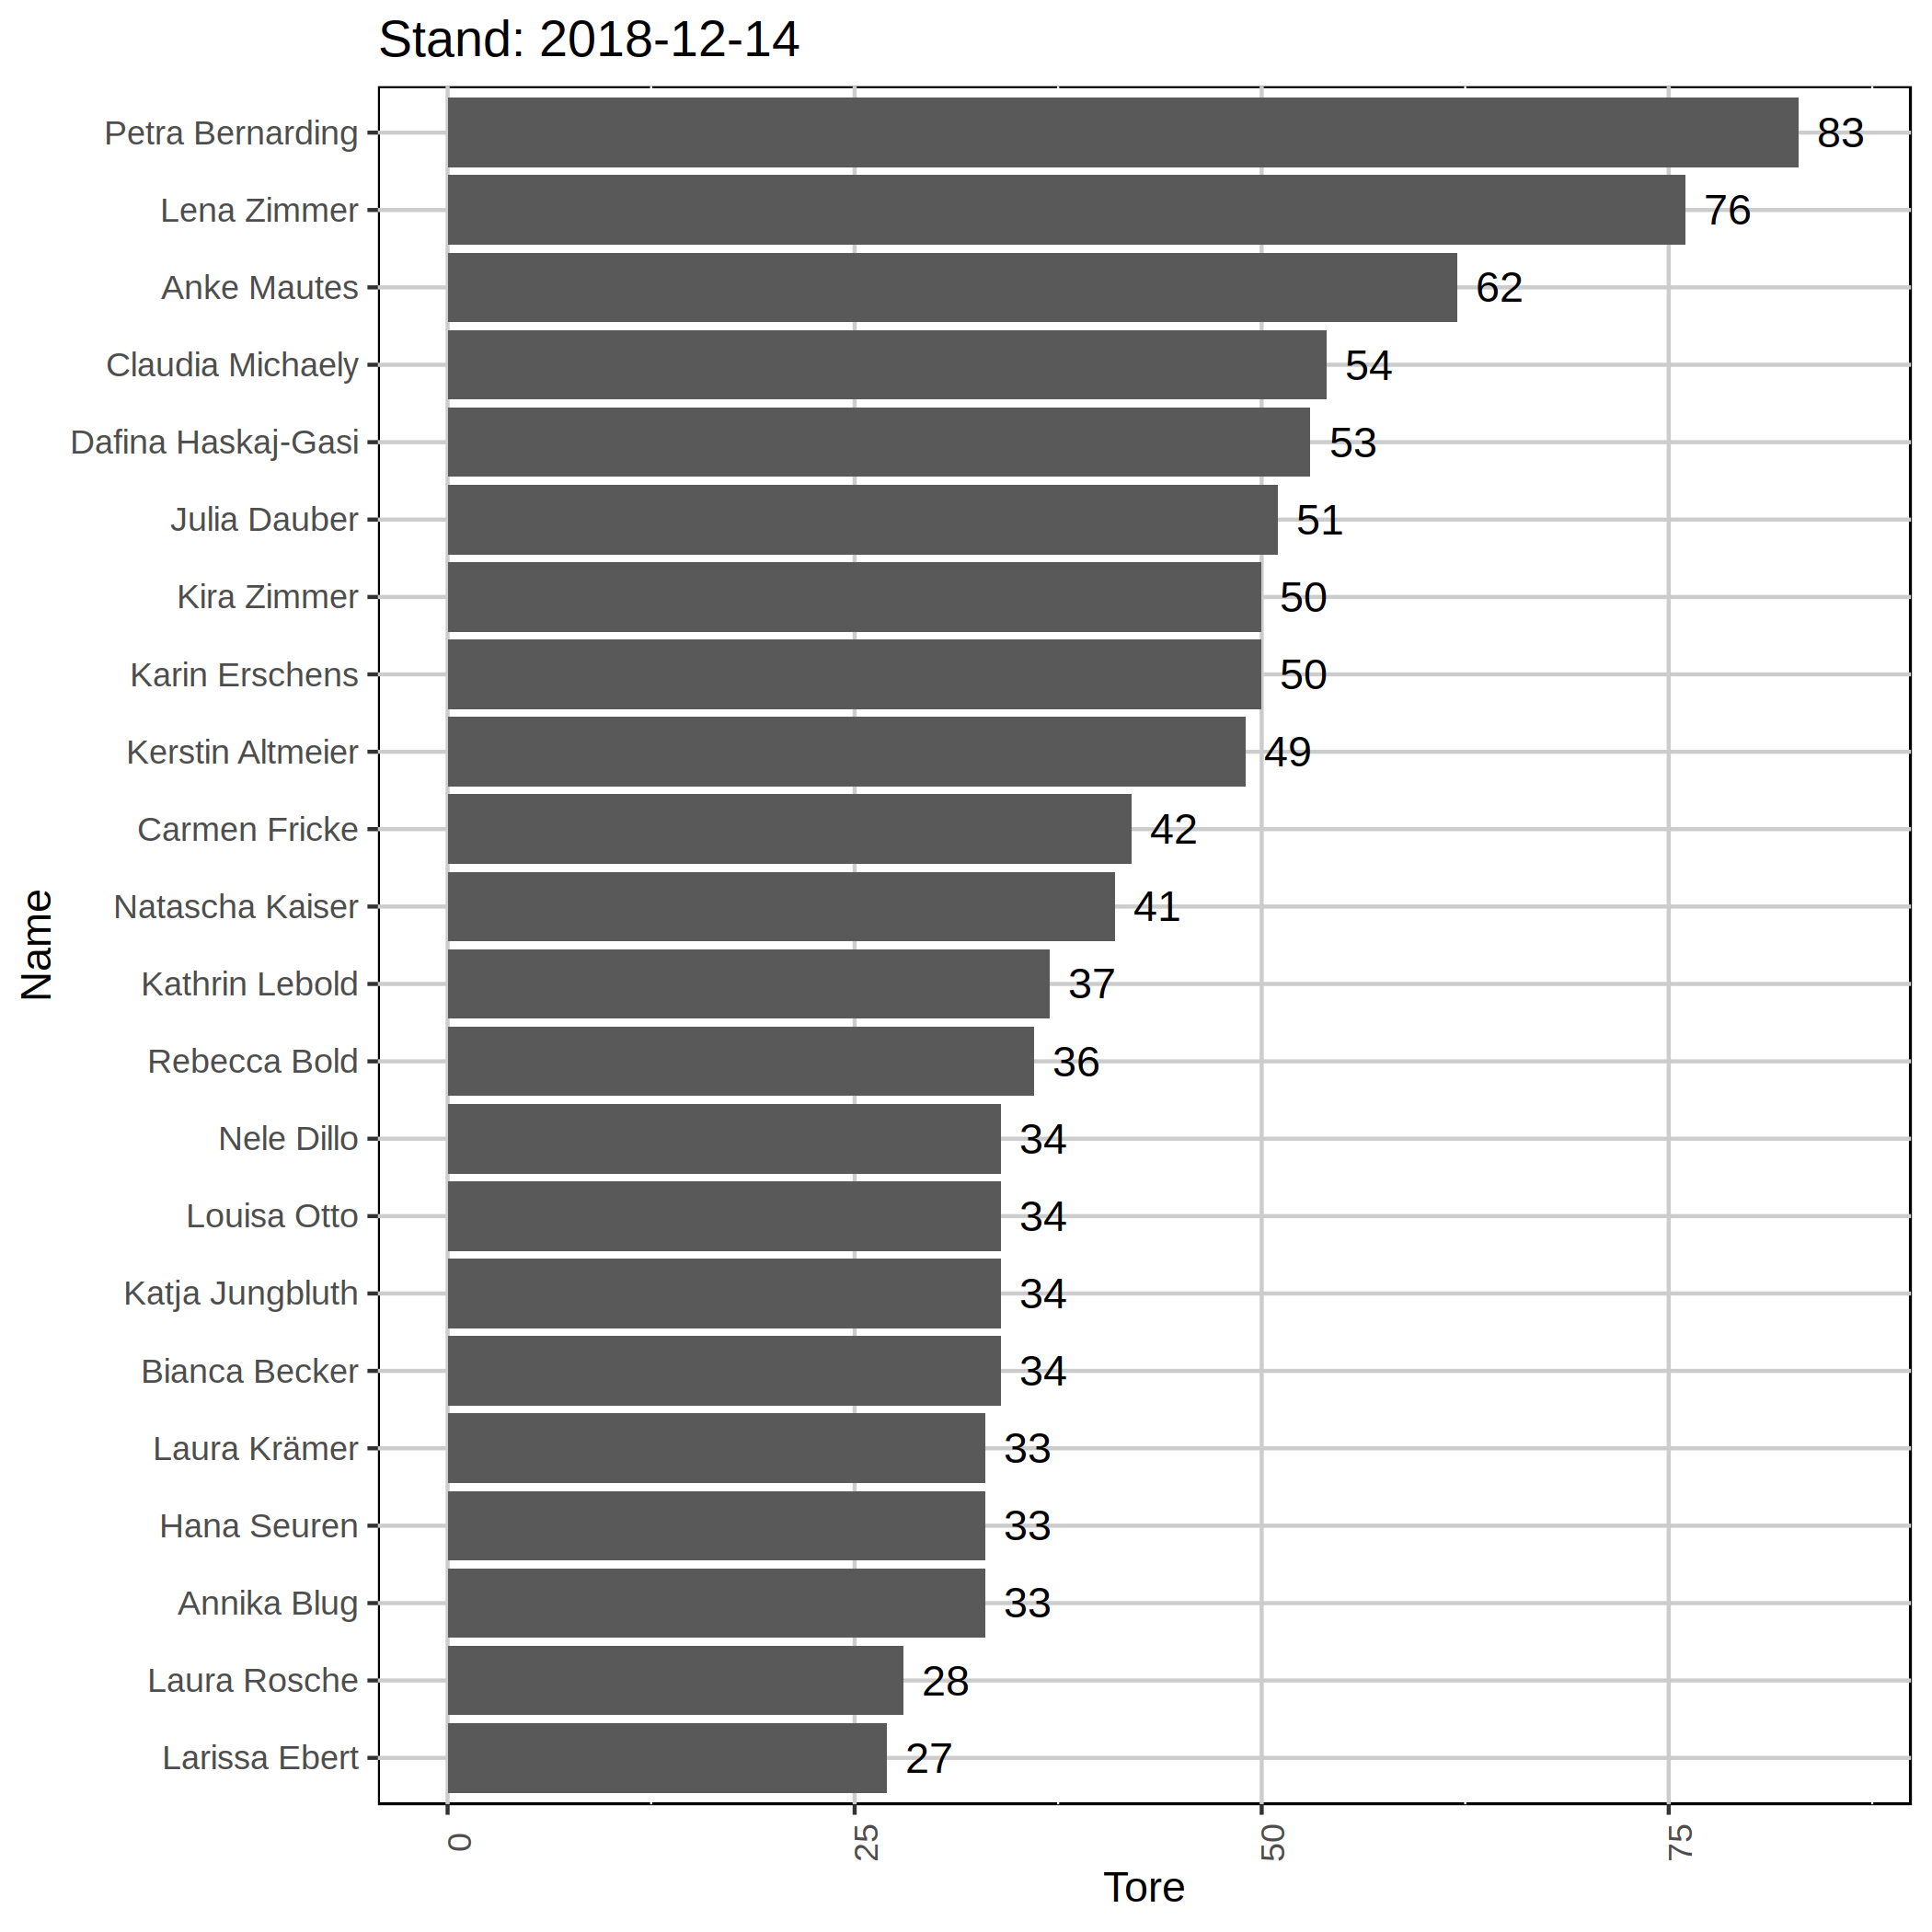 Stand: 2018-12-14
Petra Bernarding 83
Lena Zimmer 76
Anke Mautes 62
Claudia Michaely 54
Dafina Haskaj-Gasi 53
Julia Dauber 51
Kira Zimmer 50
Karin Erschens 50
Kerstin Altmeier 49
Carmen Fricke 42
Natascha Kaiser 41
Kathrin Lebold 37
Rebecca Bold 36
Nele Dillo 34
Louisa Otto 34
Katja Jungbluth 34
Bianca Becker 34
Laura Krämer 33
Hana Seuren 33
Annika Blug 33
Laura Rosche 28
Larissa Ebert 27
Name
0 25 50 75
Tore